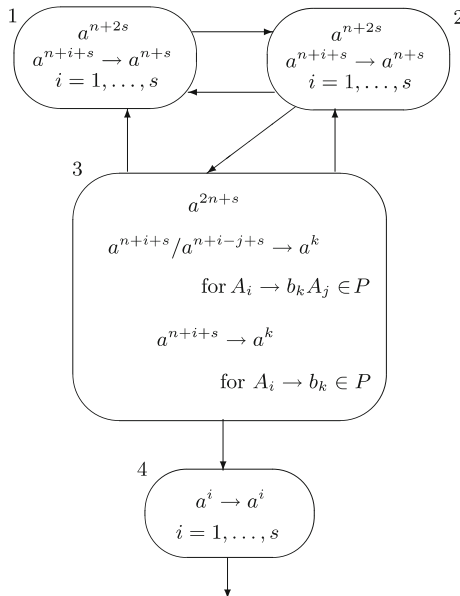 1
a^{n+2s}
a^{n+i+s} → a^{n+s}
i = 1, . . . , s
2
a^{n+2s}
a^{n+i+s} → a^{n+s}
i = 1, . . . , s
3
a^{2n+s}
a^{n+i+s}/a^{n+i−j+s} → a^k
for A_i → b_k A_j ∈ P
a^{n+i+s} → a^k
for A_i → b_k ∈ P
4
a^i → a^i
i = 1, . . . , s